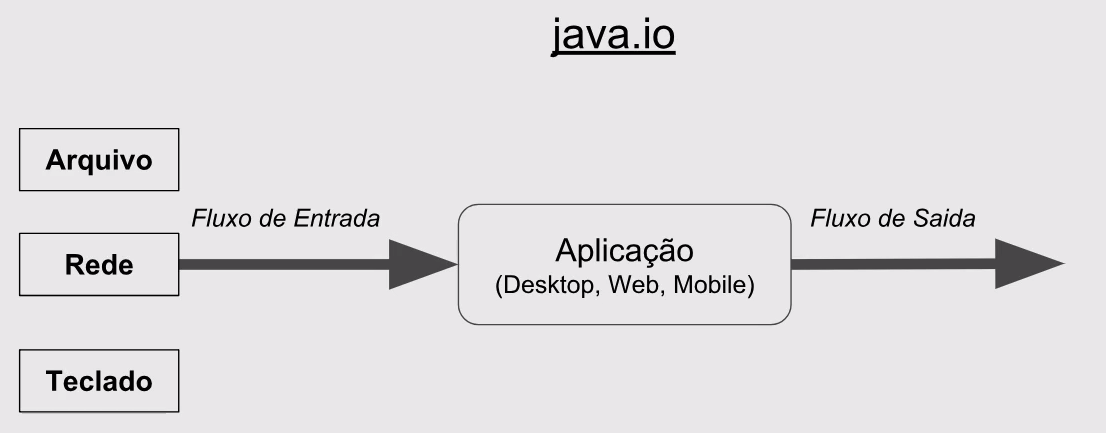 java.io
Arquivo
Fluxo de Entrada
Fluxo de Saida
Rede
Aplicação
(Desktop, Web, Mobile)
Teclado